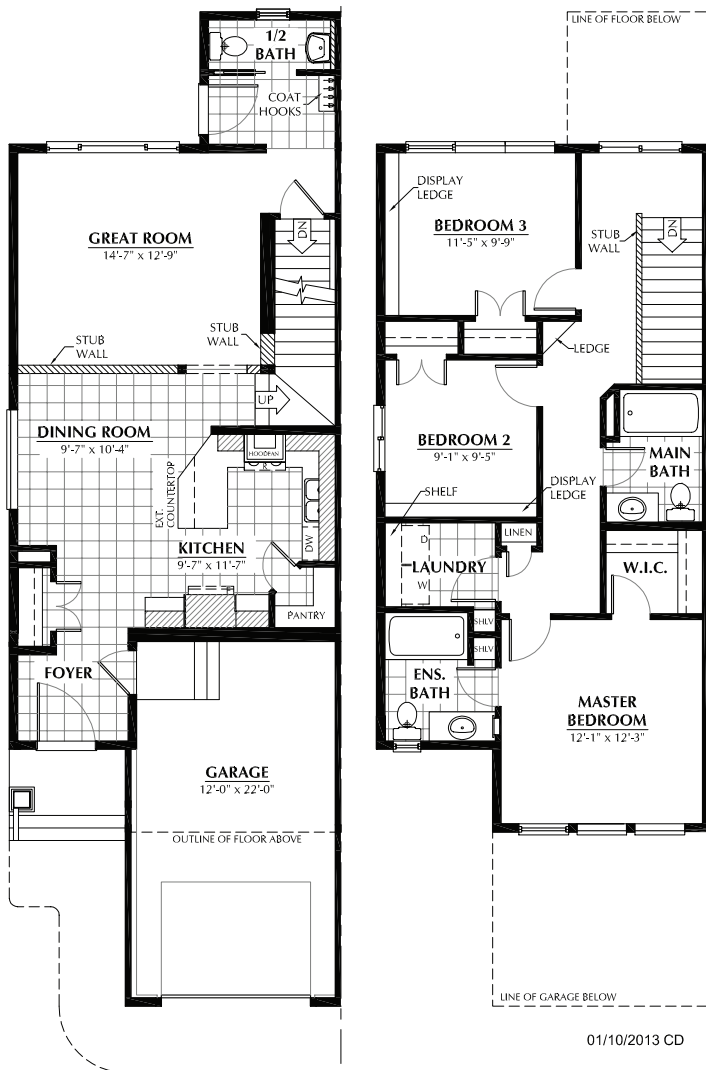 1/2
BATH
COAT
HOOKS
DN
GREAT ROOM
14'-7" x 12'-9"
STUB
WALL
STUB
WALL
UP
DINING ROOM
9'-7" x 10'-4"
HOODFAN
R
EXT.
COUNTERTOP
DW
KITCHEN
9'-7" x 11'-7"
PANTRY
FOYER
GARAGE
12'-0" x 22'-0"
OUTLINE OF FLOOR ABOVE
LINE OF FLOOR BELOW
DISPLAY
LEDGE
BEDROOM 3
11'-5" x 9'-9"
STUB
WALL
DN
LEDGE
BEDROOM 2
9'-1" x 9'-5"
MAIN
BATH
SHELF
DISPLAY
LEDGE
LINEN
D
LAUNDRY
W
W.I.C.
SHLV
SHLV
ENS.
BATH
MASTER
BEDROOM
12'-1" x 12'-3"
LINE OF GARAGE BELOW
01/10/2013 CD